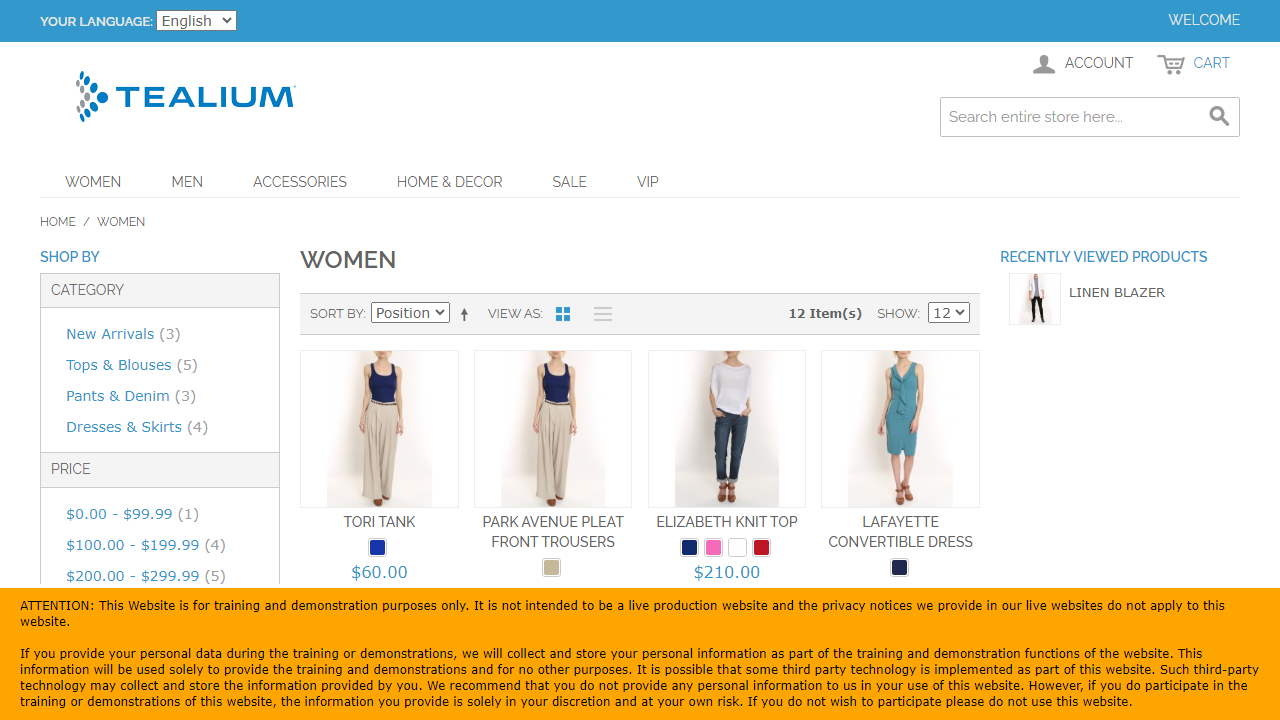 YOUR LANGUAGE: English
WELCOME
ACCOUNT
CART
TEALIUM
Search entire store here...
WOMEN
MEN
ACCESSORIES
HOME & DECOR
SALE
VIP
HOME / WOMEN
SHOP BY
CATEGORY
New Arrivals (3)
Tops & Blouses (5)
Pants & Denim (3)
Dresses & Skirts (4)
PRICE
$0.00 - $99.99 (1)
$100.00 - $199.99 (4)
$200.00 - $299.99 (5)
WOMEN
SORT BY: Position
VIEW AS:
12 Item(s)
SHOW: 12
TORI TANK
$60.00
PARK AVENUE PLEAT
FRONT TROUSERS
ELIZABETH KNIT TOP
$210.00
LAFAYETTE
CONVERTIBLE DRESS
RECENTLY VIEWED PRODUCTS
LINEN BLAZER
ATTENTION: This Website is for training and demonstration purposes only. It is not intended to be a live production website and the privacy notices we provide in our live websites do not apply to this
website.
If you provide your personal data during the training or demonstrations, we will collect and store your personal information as part of the training and demonstration functions of the website. This
information will be used solely to provide the training and demonstrations and for no other purposes. It is possible that some third party technology is implemented as part of this website. Such third-party
technology may collect and store the information provided by you. We recommend that you do not provide any personal information to us in your use of this website. However, if you do participate in the
training or demonstrations of this website, the information you provide is solely in your discretion and at your own risk. If you do not wish to participate please do not use this website.